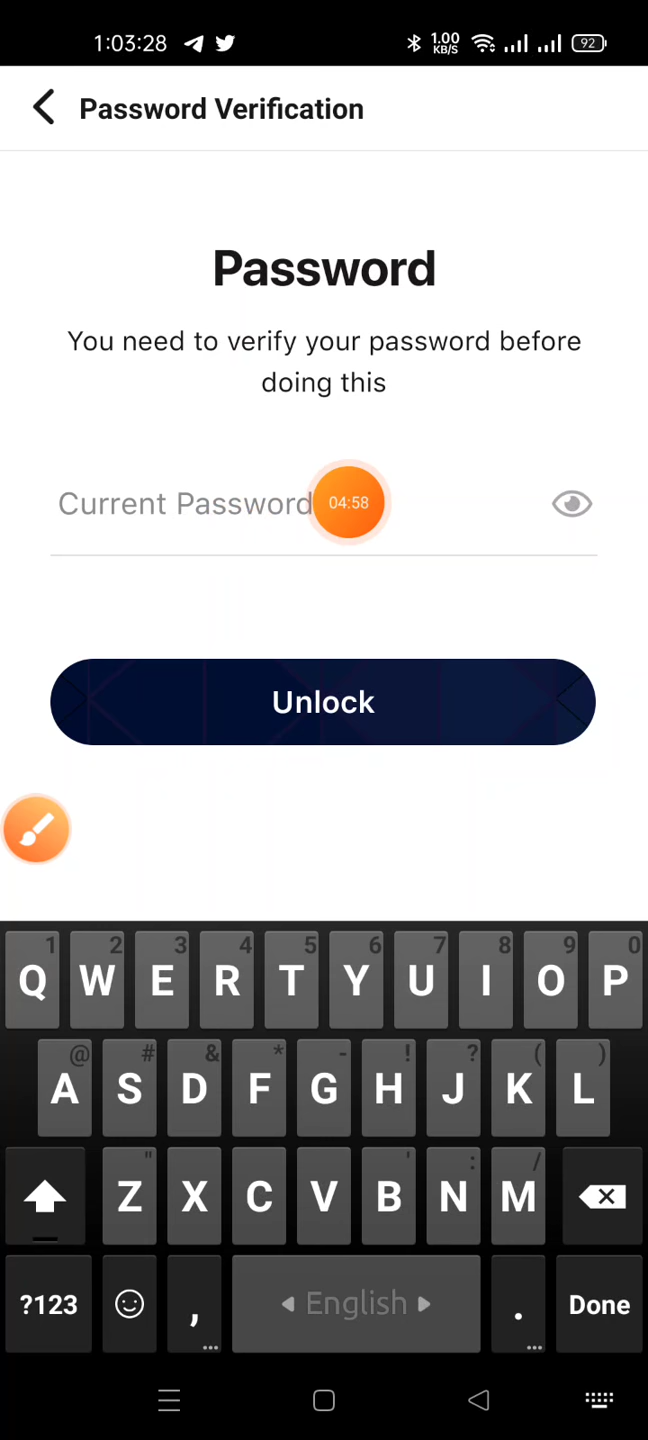 1:03:28 1.00 KB/S 92
Password Verification
Password
You need to verify your password before
doing this
Current Password 04:58
Unlock
1 2 3 4 5 6 7 8 9 0
Q W E R T Y U I O P
@ # & * - ! ? ( )
A S D F G H J K L
" ' : /
Z X C V B N M
?123 , English . Done